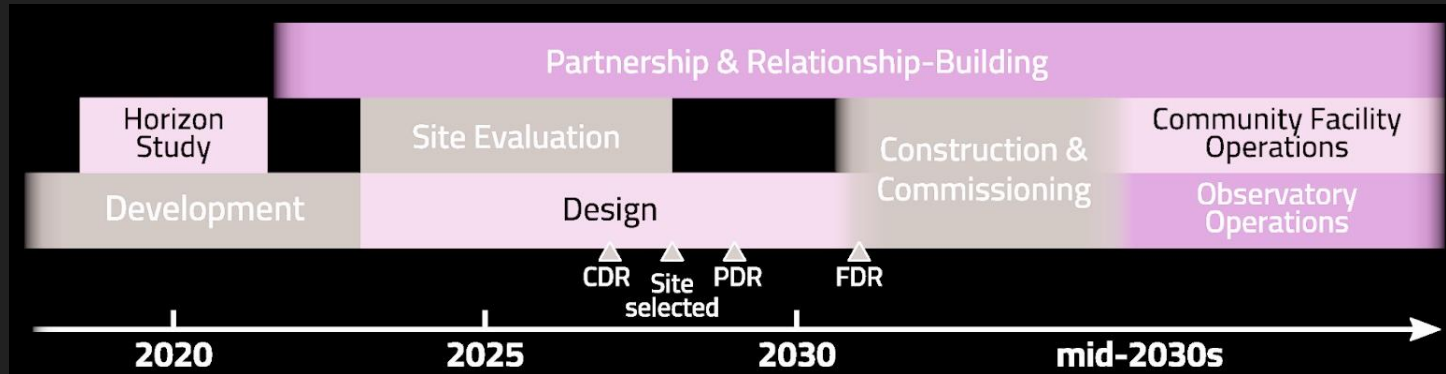 Partnership & Relationship-Building
Horizon
Study
Site Evaluation
Construction &
Commissioning
Community Facility
Operations
Development
Design
Observatory
Operations
CDR
Site
selected
PDR
FDR
2020
2025
2030
mid-2030s